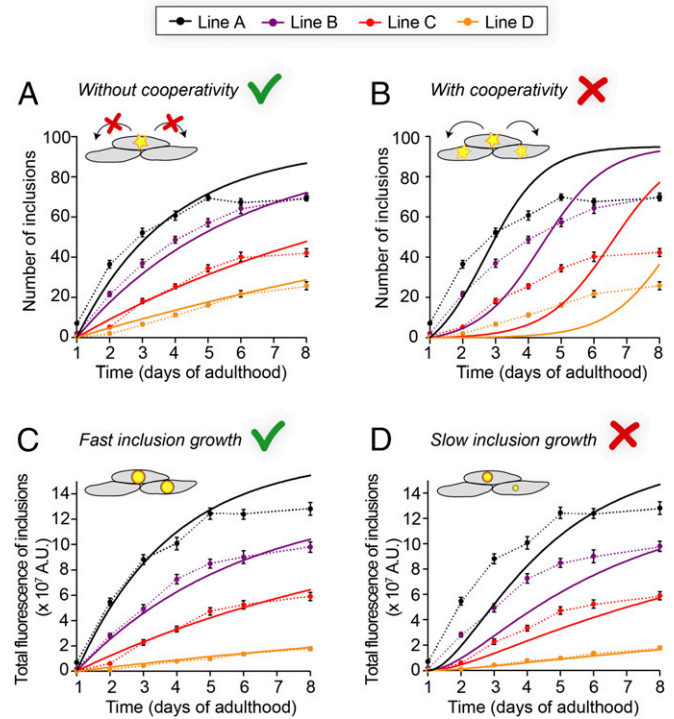 Line A Line B Line C Line D
A Without cooperativity
B With cooperativity
Number of inclusions
100
80
60
40
20
0
1 2 3 4 5 6 7 8
Time (days of adulthood)
Number of inclusions
100
80
60
40
20
0
1 2 3 4 5 6 7 8
Time (days of adulthood)
C Fast inclusion growth
D Slow inclusion growth
Total fluorescence of inclusions
(x 10⁷ A.U.)
14
12
10
8
6
4
2
0
1 2 3 4 5 6 7 8
Time (days of adulthood)
Total fluorescence of inclusions
(x 10⁷ A.U.)
14
12
10
8
6
4
2
0
1 2 3 4 5 6 7 8
Time (days of adulthood)